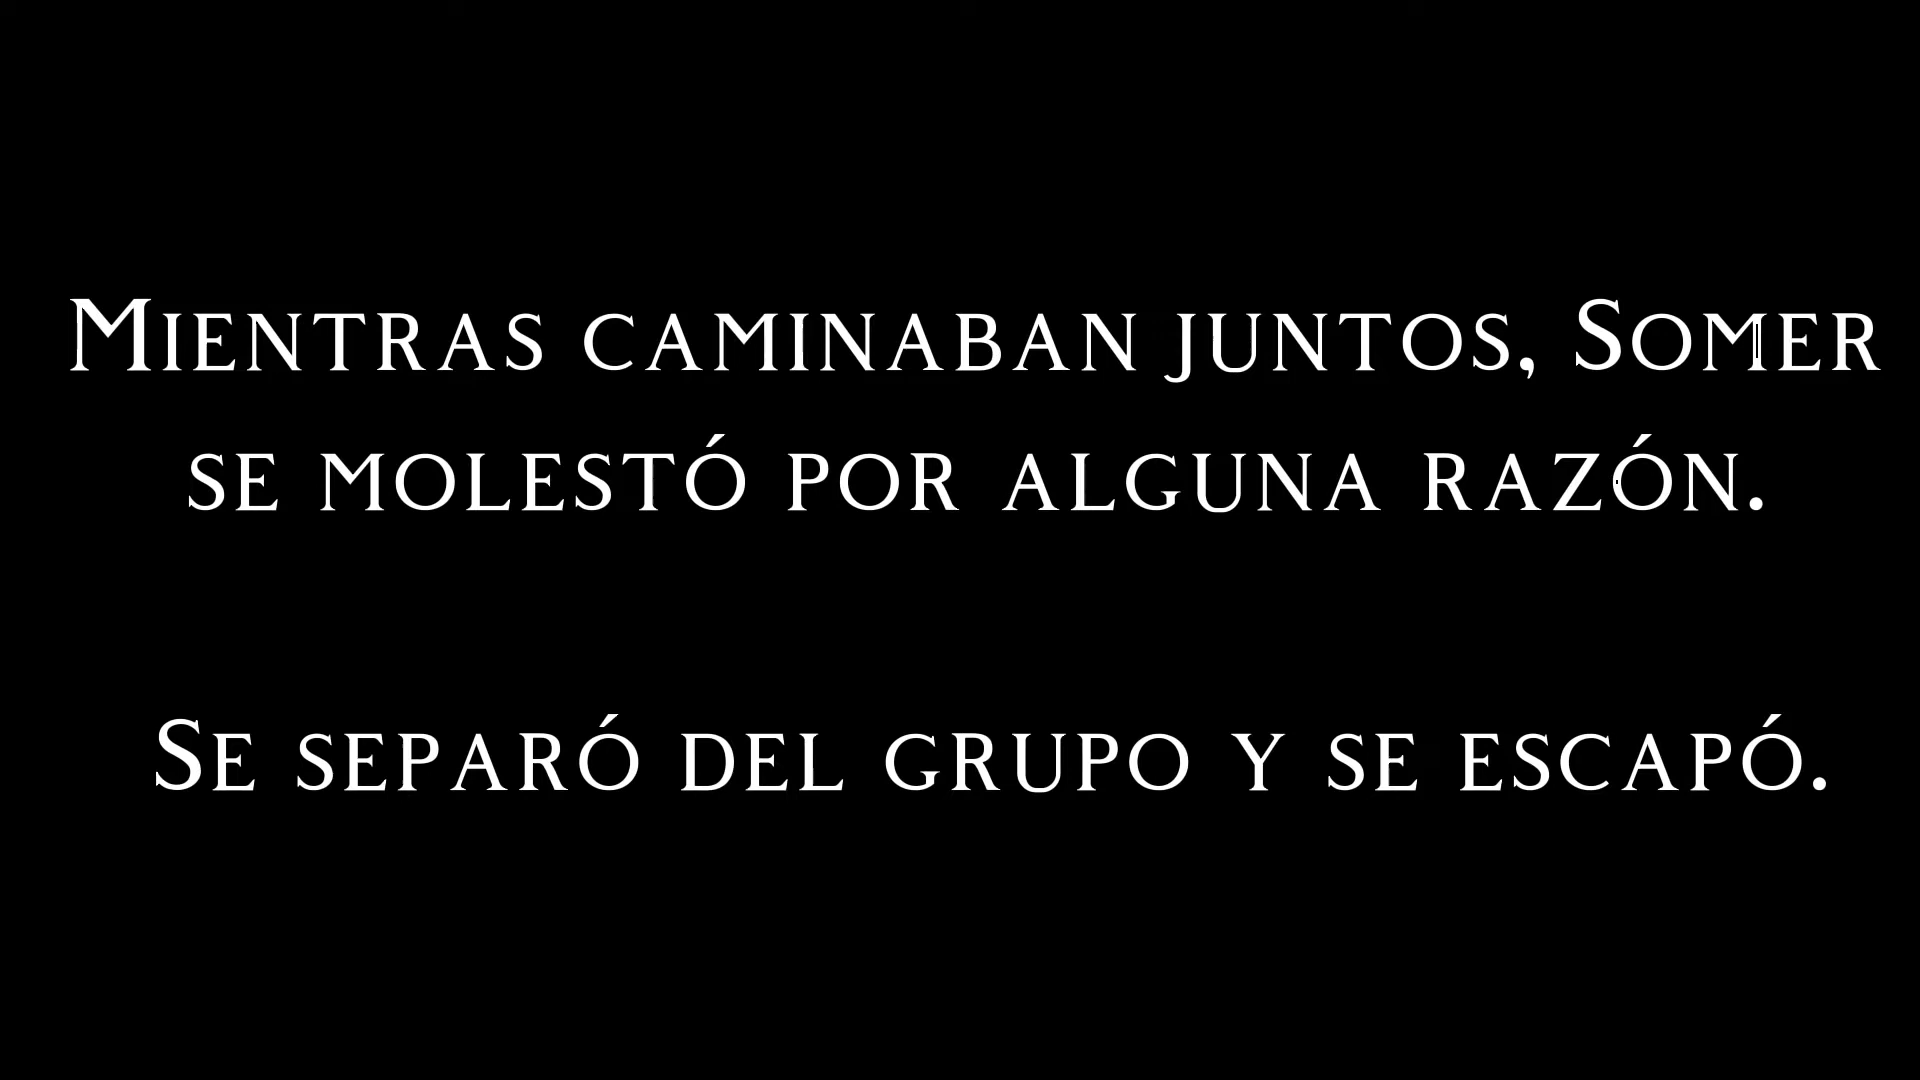 Mientras caminaban juntos, Somer
se molestó por alguna razón.
Se separó del grupo y se escapó.